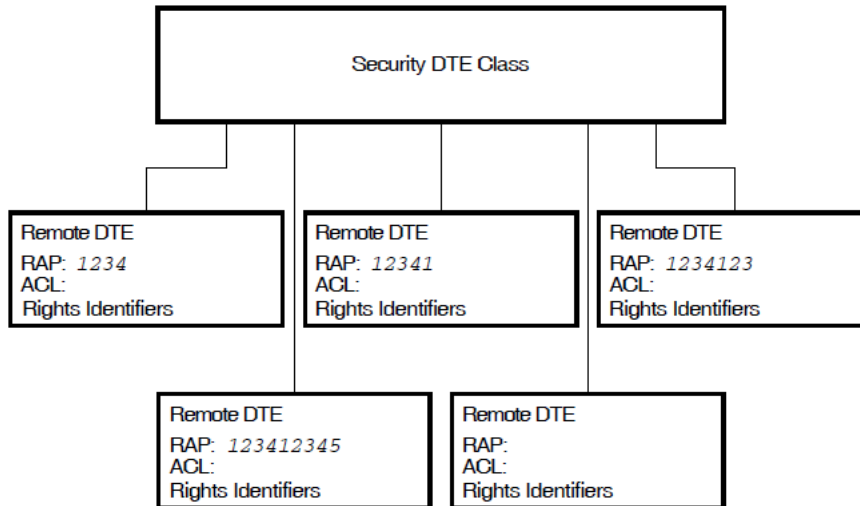 Security DTE Class
Remote DTE
RAP: 1234
ACL:
Rights Identifiers
Remote DTE
RAP: 12341
ACL:
Rights Identifiers
Remote DTE
RAP: 1234123
ACL:
Rights Identifiers
Remote DTE
RAP: 123412345
ACL:
Rights Identifiers
Remote DTE
RAP:
ACL:
Rights Identifiers